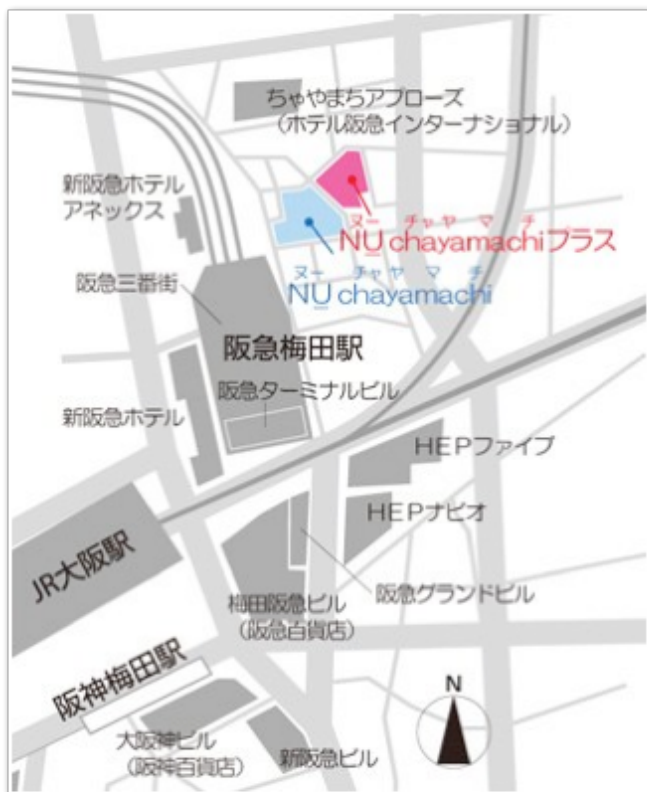 ちゃやまちアプローズ
（ホテル阪急インターナショナル）
新阪急ホテル
アネックス
ヌー チャヤマチ
NU chayamachiプラス
ヌー チャヤマチ
NU chayamachi
阪急三番街
阪急梅田駅
阪急ターミナルビル
新阪急ホテル
HEPファイブ
HEPナビオ
JR大阪駅
阪急グランドビル
梅田阪急ビル
（阪急百貨店）
阪神梅田駅
N
大阪神ビル
（阪神百貨店）
新阪急ビル